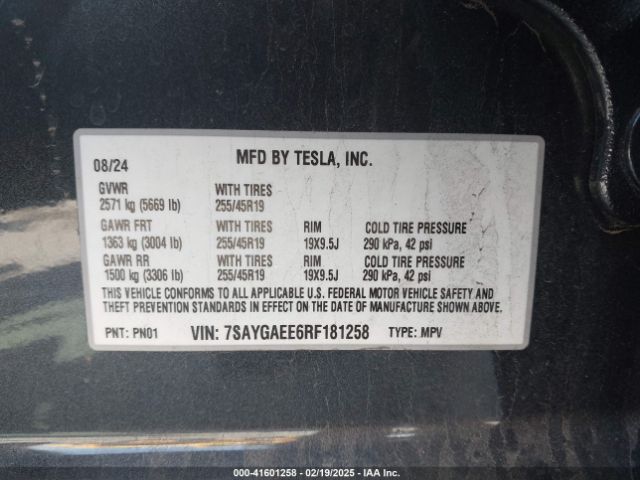 08/24 MFD BY TESLA, INC.
GVWR WITH TIRES
2571 kg (5669 lb) 255/45R19
GAWR FRT WITH TIRES RIM COLD TIRE PRESSURE
1363 kg (3004 lb) 255/45R19 19X9.5J 290 kPa, 42 psi
GAWR RR WITH TIRES RIM COLD TIRE PRESSURE
1500 kg (3306 lb) 255/45R19 19X9.5J 290 kPa, 42 psi
THIS VEHICLE CONFORMS TO ALL APPLICABLE U.S. FEDERAL MOTOR VEHICLE SAFETY AND
THEFT PREVENTION STANDARDS IN EFFECT ON THE DATE OF MANUFACTURE SHOWN ABOVE.
PNT: PN01 VIN: 7SAYGAEE6RF181258 TYPE: MPV
000-41601258 - 02/19/2025 - IAA Inc.